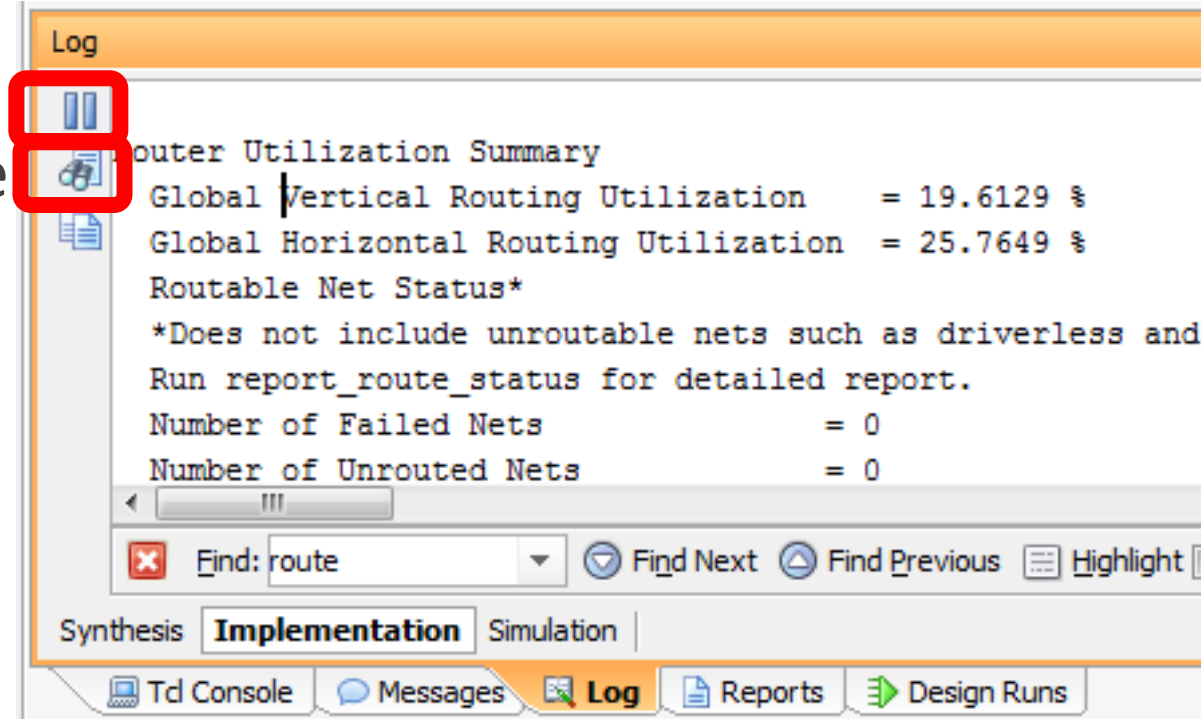 Log
outer Utilization Summary
e
Global Vertical Routing Utilization = 19.6129 %
Global Horizontal Routing Utilization = 25.7649 %
Routable Net Status*
*Does not include unroutable nets such as driverless and
Run report_route_status for detailed report.
Number of Failed Nets = 0
Number of Unrouted Nets = 0
Find: route Find Next Find Previous Highlight
Synthesis Implementation Simulation
Tcl Console Messages Log Reports Design Runs